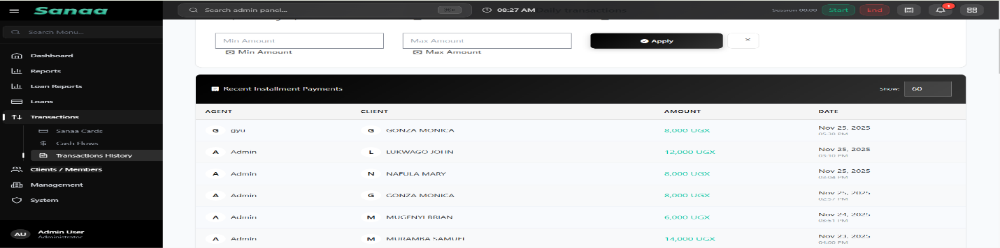 Sanaa
Search admin panel...
08:27 AM
Daily transactions
Session 00:00
Start
End
1
Search Menu...
Dashboard
Reports
Loan Reports
Loans
Transactions
Sanaa Cards
Cash Flows
Transactions History
Clients / Members
Management
System
AU
Admin User
Administrator
Min Amount
Max Amount
Apply
×
Min Amount
Max Amount
Recent Installment Payments
Show:
60
AGENT CLIENT AMOUNT DATE
G gyu G GONZA MONICA 8,000 UGX Nov 25, 2025
05:38 PM
A Admin L LUKWAGO JOHN 12,000 UGX Nov 25, 2025
03:10 PM
A Admin N NAFULA MARY 8,000 UGX Nov 25, 2025
03:04 PM
A Admin G GONZA MONICA 8,000 UGX Nov 25, 2025
02:57 PM
A Admin M MUGENYI BRIAN 6,000 UGX Nov 24, 2025
03:51 PM
A Admin M MURAMBA SAMUEL 14,000 UGX Nov 23, 2025
04:00 PM